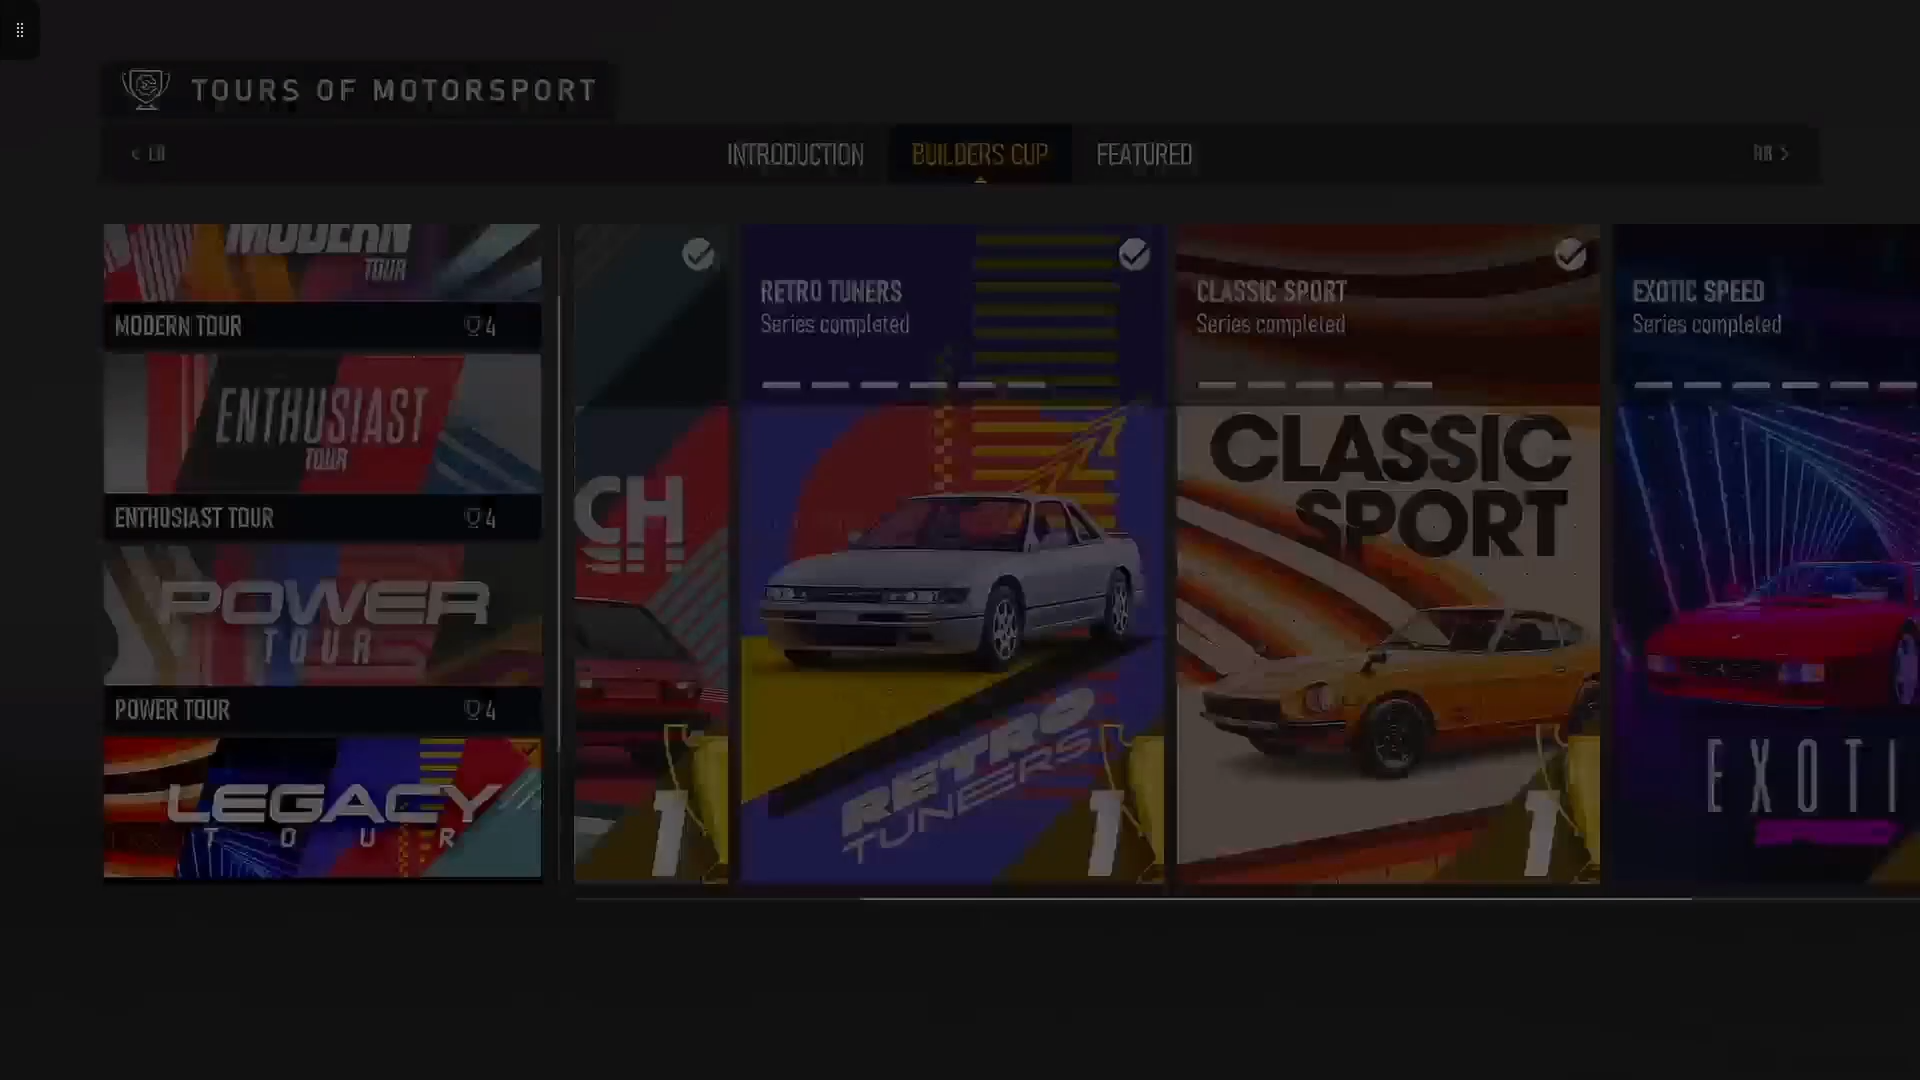 TOURS OF MOTORSPORT
LB
INTRODUCTION
BUILDERS CUP
FEATURED
RB
MODERN
TOUR
MODERN TOUR
4
ENTHUSIAST
TOUR
ENTHUSIAST TOUR
4
POWER
TOUR
POWER TOUR
4
LEGACY
TOUR
CH
1
RETRO TUNERS
Series completed
RETRO
TUNERS
1
CLASSIC SPORT
Series completed
CLASSIC
SPORT
1
EXOTIC SPEED
Series completed
EXOTI